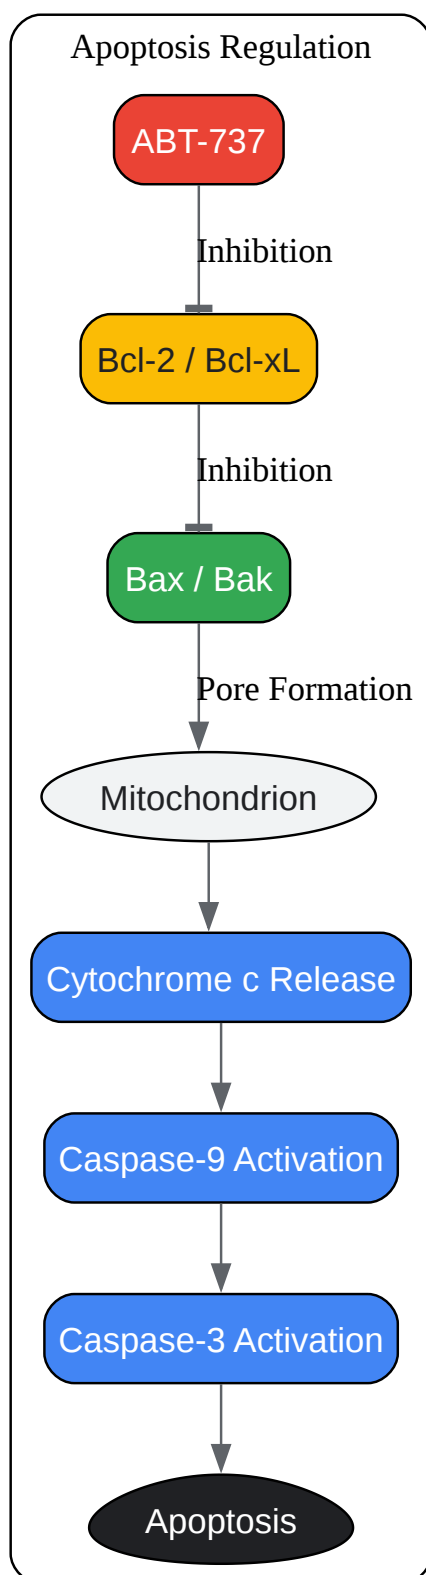 Apoptosis Regulation
ABT-737
Inhibition
Bcl-2 / Bcl-xL
Inhibition
Bax / Bak
Pore Formation
Mitochondrion
Cytochrome c Release
Caspase-9 Activation
Caspase-3 Activation
Apoptosis